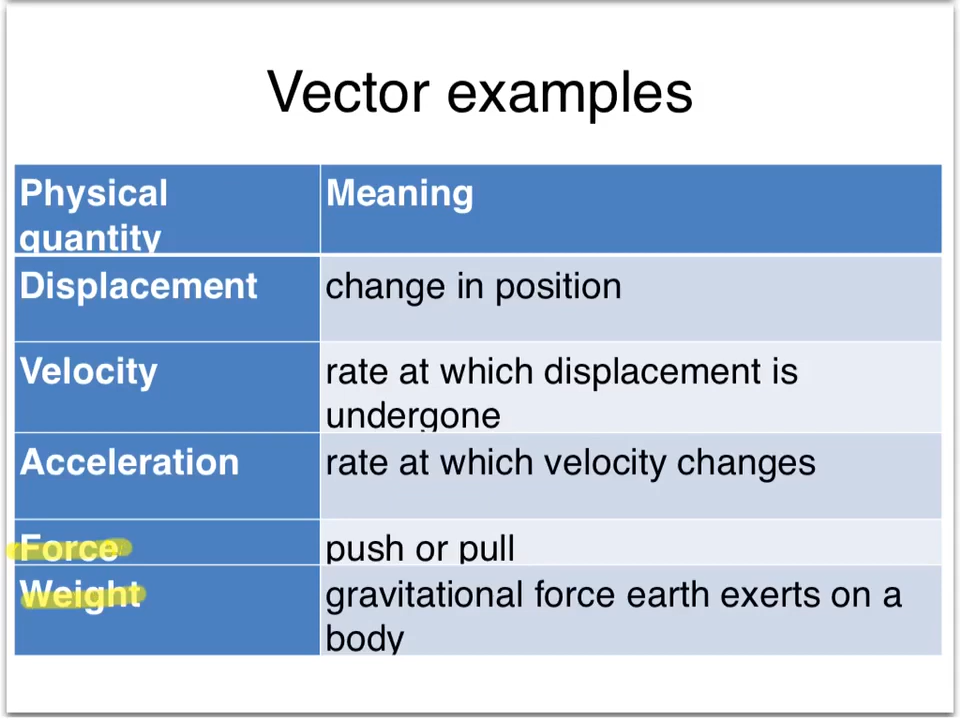 Vector examples
Physical
quantity
Meaning
Displacement
change in position
Velocity
rate at which displacement is
undergone
Acceleration
rate at which velocity changes
Force
push or pull
Weight
gravitational force earth exerts on a
body